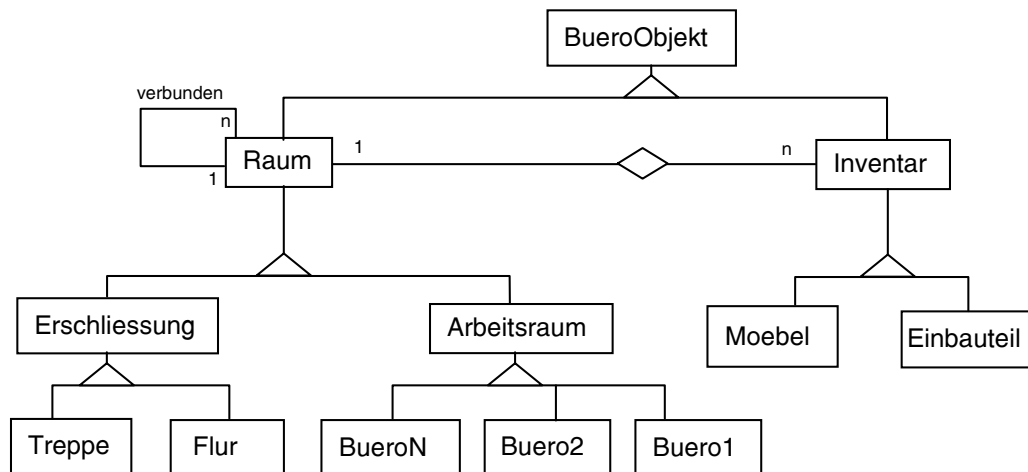 BueroObjekt
verbunden
n
Raum
1
1
n
Inventar
Erschliessung
Arbeitsraum
Moebel
Einbauteil
Treppe
Flur
BueroN
Buero2
Buero1